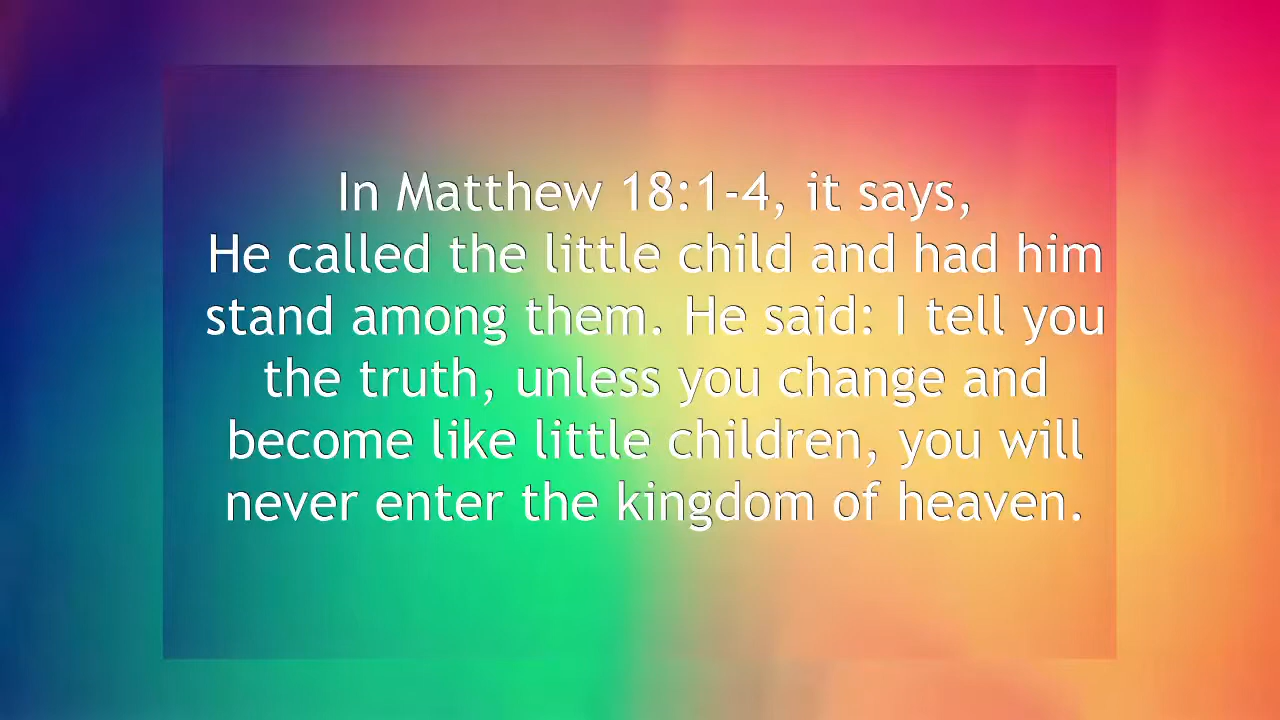 In Matthew 18:1-4, it says,
He called the little child and had him
stand among them. He said: I tell you
the truth, unless you change and
become like little children, you will
never enter the kingdom of heaven.